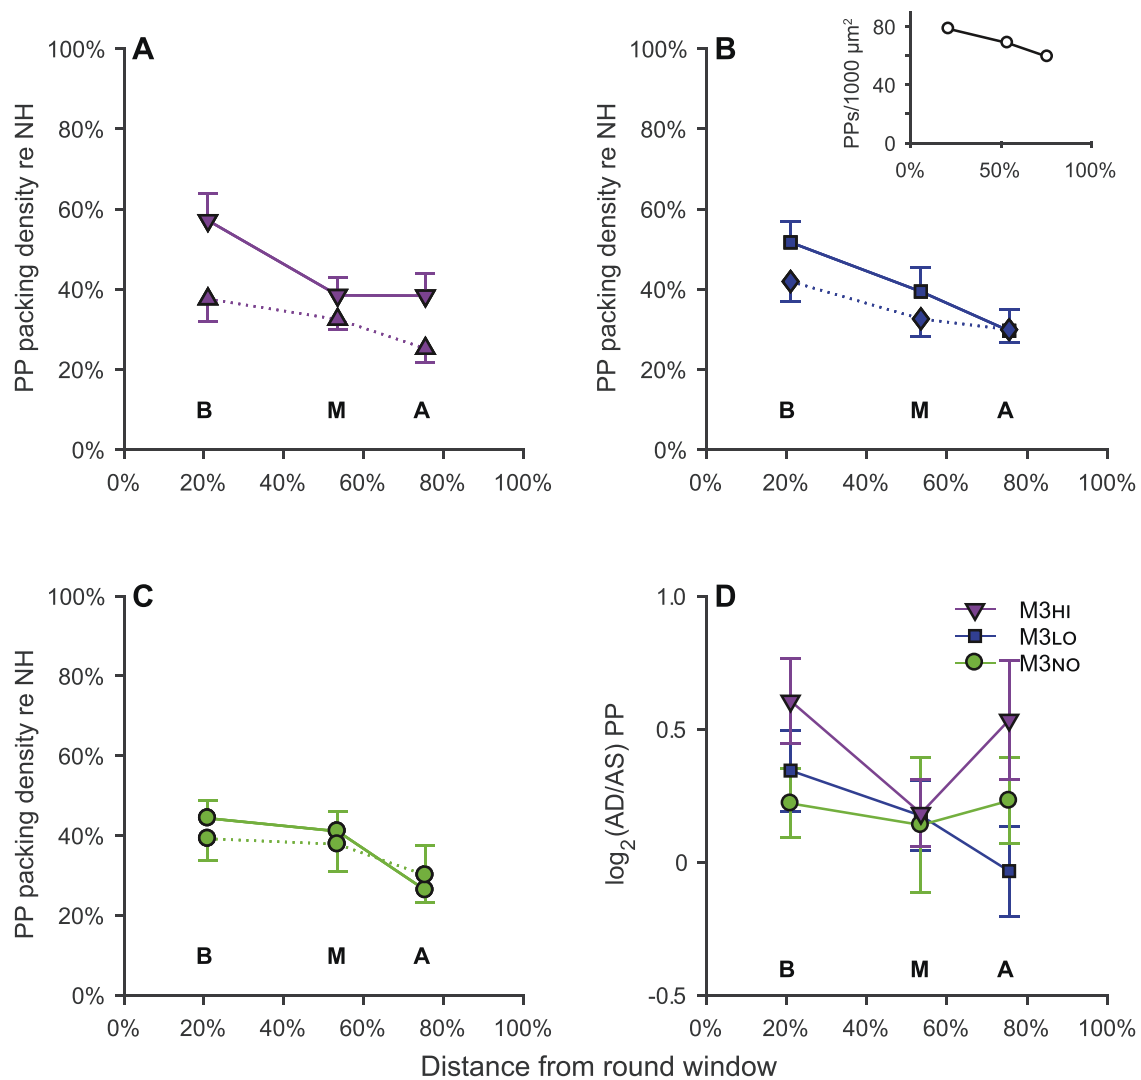 A
100%
80%
60%
40%
20%
0%
PP packing density re NH
B M A
0% 20% 40% 60% 80% 100%
B
100%
80%
60%
40%
20%
0%
PP packing density re NH
B M A
0% 20% 40% 60% 80% 100%
PPs/1000 µm²
80
40
0
0% 50% 100%
C
100%
80%
60%
40%
20%
0%
PP packing density re NH
B M A
0% 20% 40% 60% 80% 100%
D
1.0
0.5
0
-0.5
log₂(AD/AS) PP
M3HI
M3LO
M3NO
B M A
0% 20% 40% 60% 80% 100%
Distance from round window